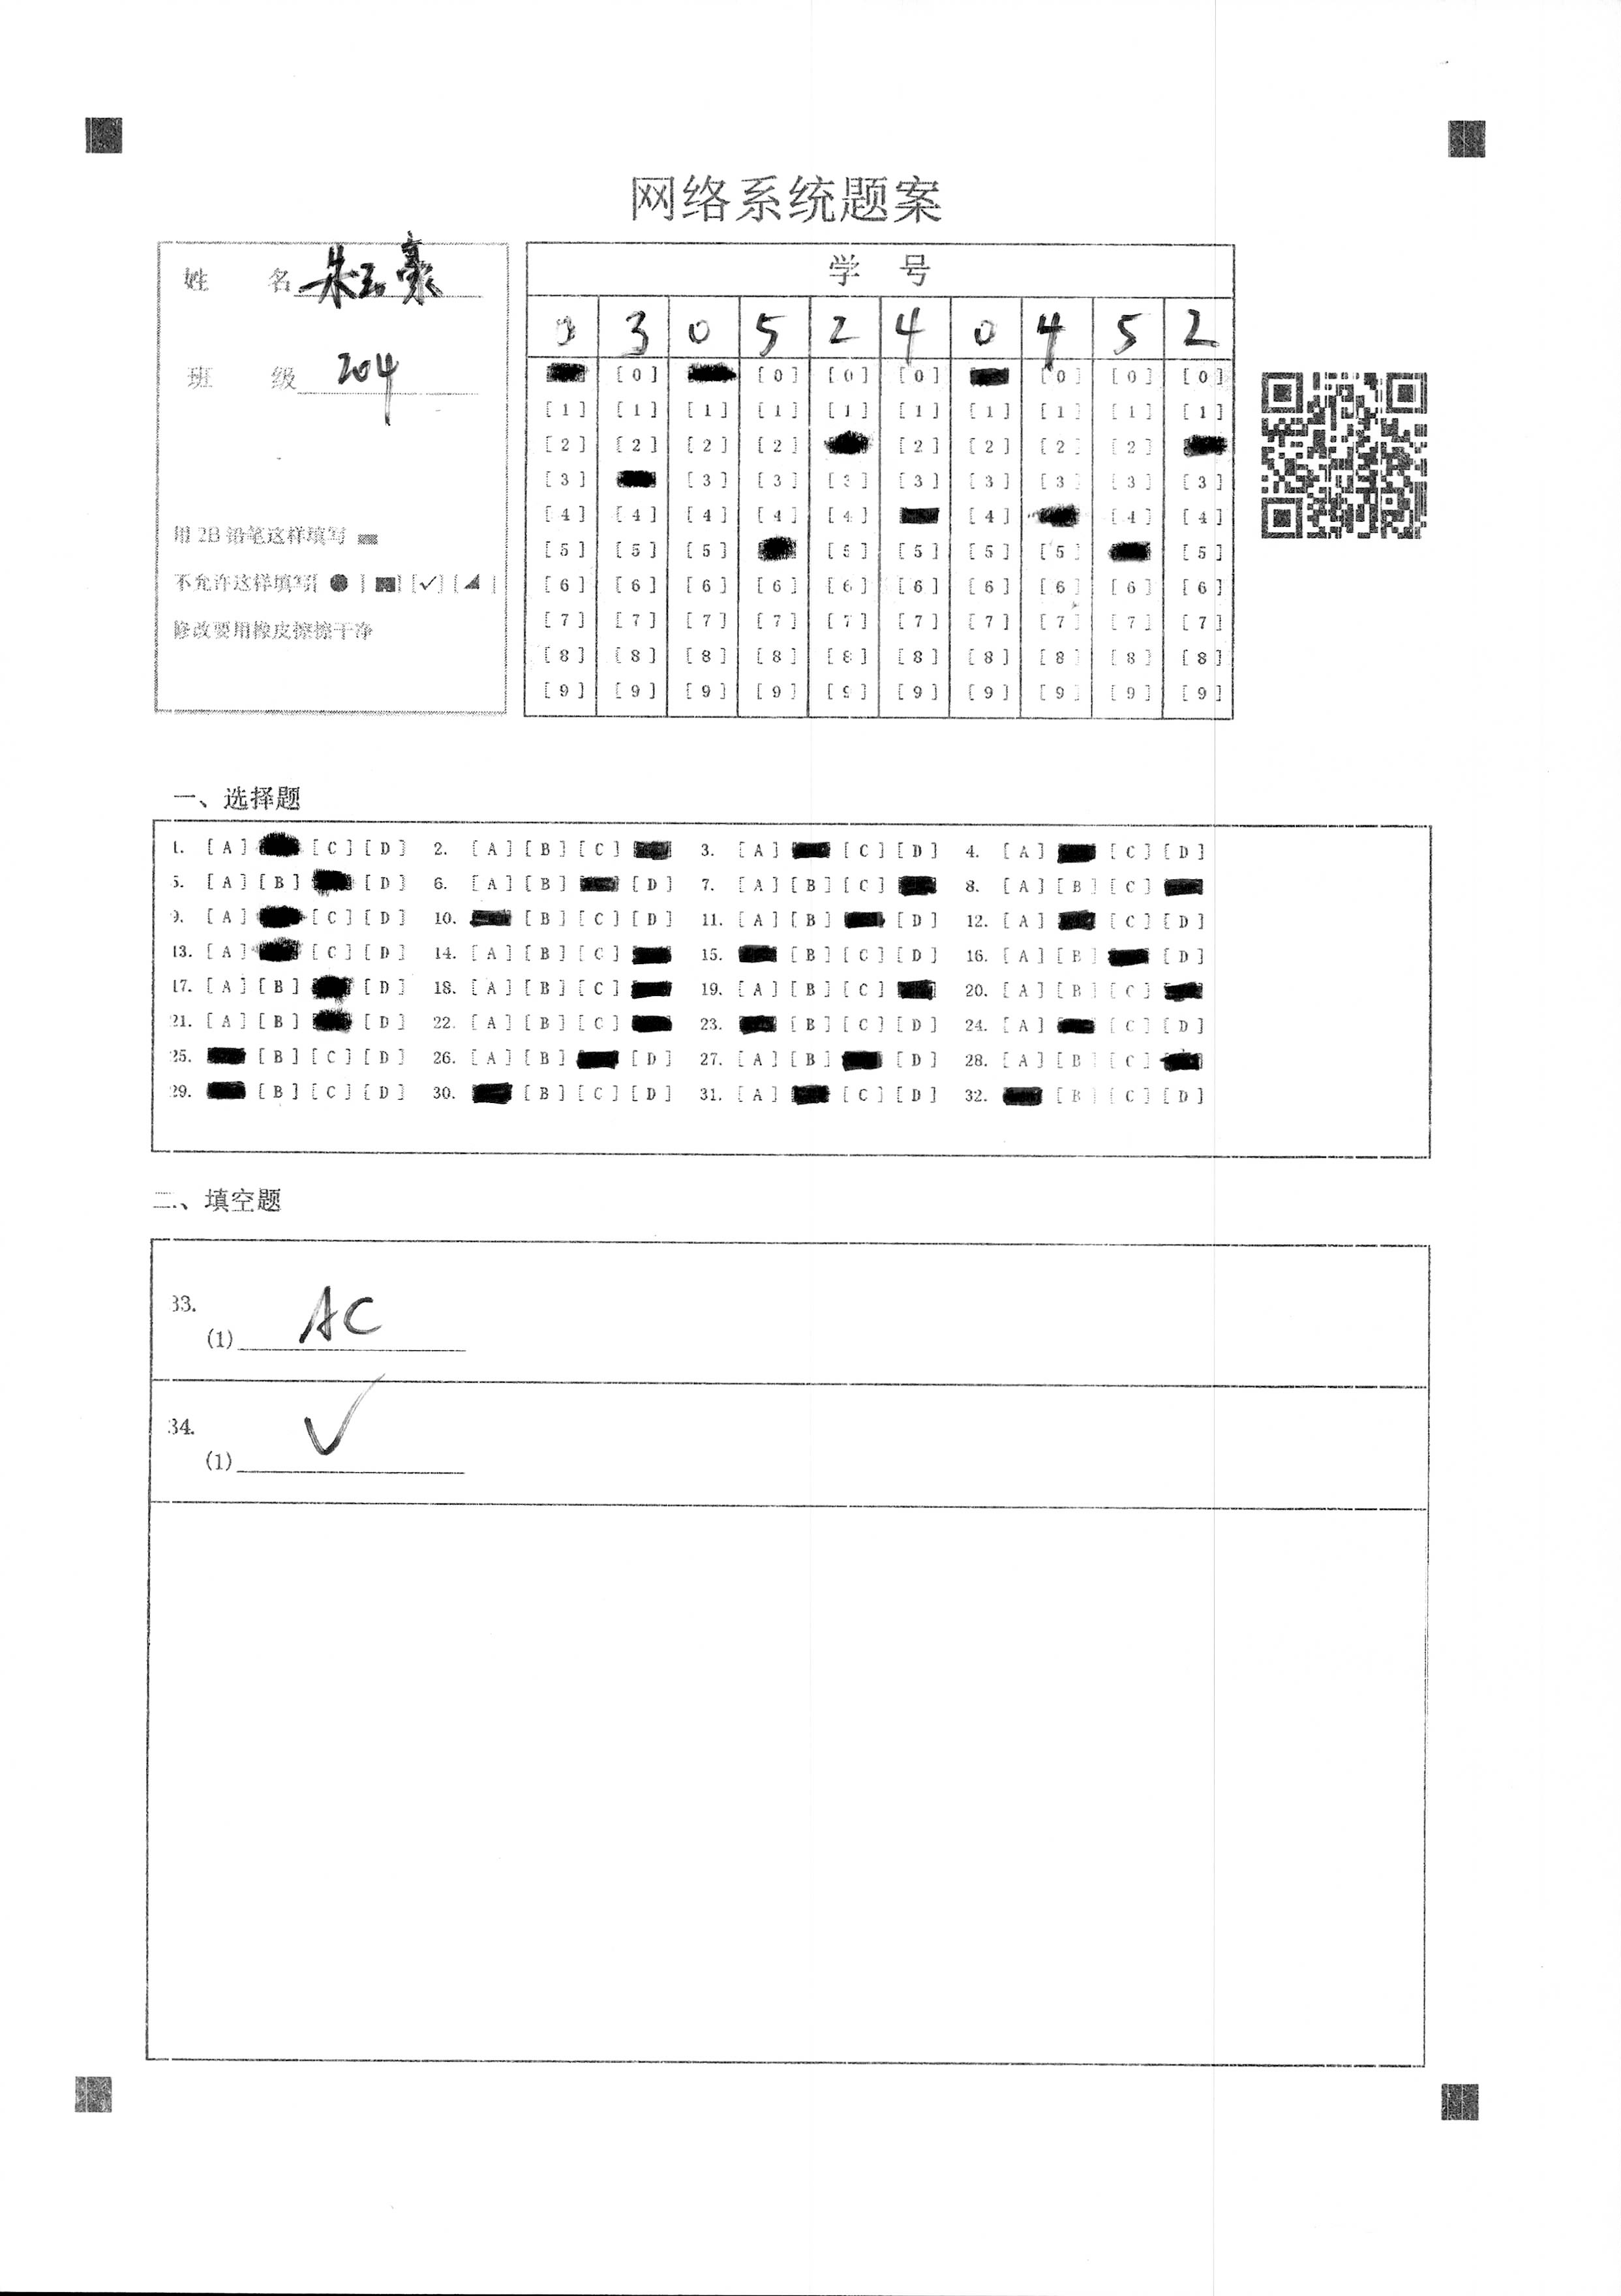 网络系统题案
姓 名 朱玉豪
班 级 204
用 2B 铅笔这样填写
不允许这样填写[ ● ] [■] [✓] [◢ ]
修改要用橡皮擦擦干净
学 号
3 0 5 2 4 0 4 5 2
[0] [0] [0] [0] [0] [0] [0]
[1] [1] [1] [1] [1] [1] [1] [1] [1] [1]
[2] [2] [2] [2] [2] [2] [2] [2]
[3] [3] [3] [3] [3] [3] [3] [3] [3]
[4] [4] [4] [4] [4] [4] [4] [4]
[5] [5] [5] [5] [5] [5] [5] [5]
[6] [6] [6] [6] [6] [6] [6] [6] [6] [6]
[7] [7] [7] [7] [7] [7] [7] [7] [7] [7]
[8] [8] [8] [8] [8] [8] [8] [8] [8] [8]
[9] [9] [9] [9] [9] [9] [9] [9] [9] [9]
一、选择题
1. [A] [C] [D] 2. [A] [B] [C] 3. [A] [C] [D] 4. [A] [C] [D]
5. [A] [B] [D] 6. [A] [B] [D] 7. [A] [B] [C] 8. [A] [B] [C]
9. [A] [C] [D] 10. [B] [C] [D] 11. [A] [B] [D] 12. [A] [C] [D]
13. [A] [C] [D] 14. [A] [B] [C] 15. [B] [C] [D] 16. [A] [B] [D]
17. [A] [B] [D] 18. [A] [B] [C] 19. [A] [B] [C] 20. [A] [B] [C]
21. [A] [B] [D] 22. [A] [B] [C] 23. [B] [C] [D] 24. [A] [C] [D]
25. [B] [C] [D] 26. [A] [B] [D] 27. [A] [B] [D] 28. [A] [B] [C]
29. [B] [C] [D] 30. [B] [C] [D] 31. [A] [C] [D] 32. [B] [C] [D]
二、填空题
33.
(1) AC
34.
(1) ✓